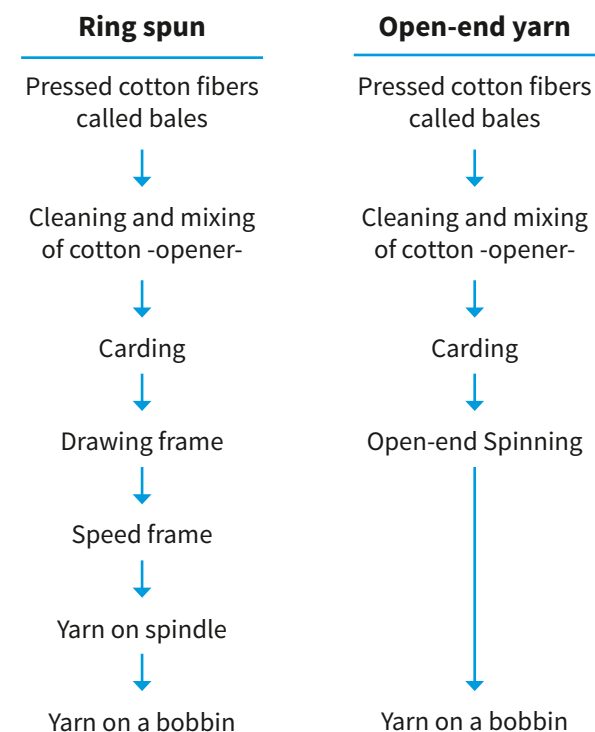 Ring spun
Pressed cotton fibers
called bales
Cleaning and mixing
of cotton -opener-
Carding
Drawing frame
Speed frame
Yarn on spindle
Yarn on a bobbin
Open-end yarn
Pressed cotton fibers
called bales
Cleaning and mixing
of cotton -opener-
Carding
Open-end Spinning
Yarn on a bobbin